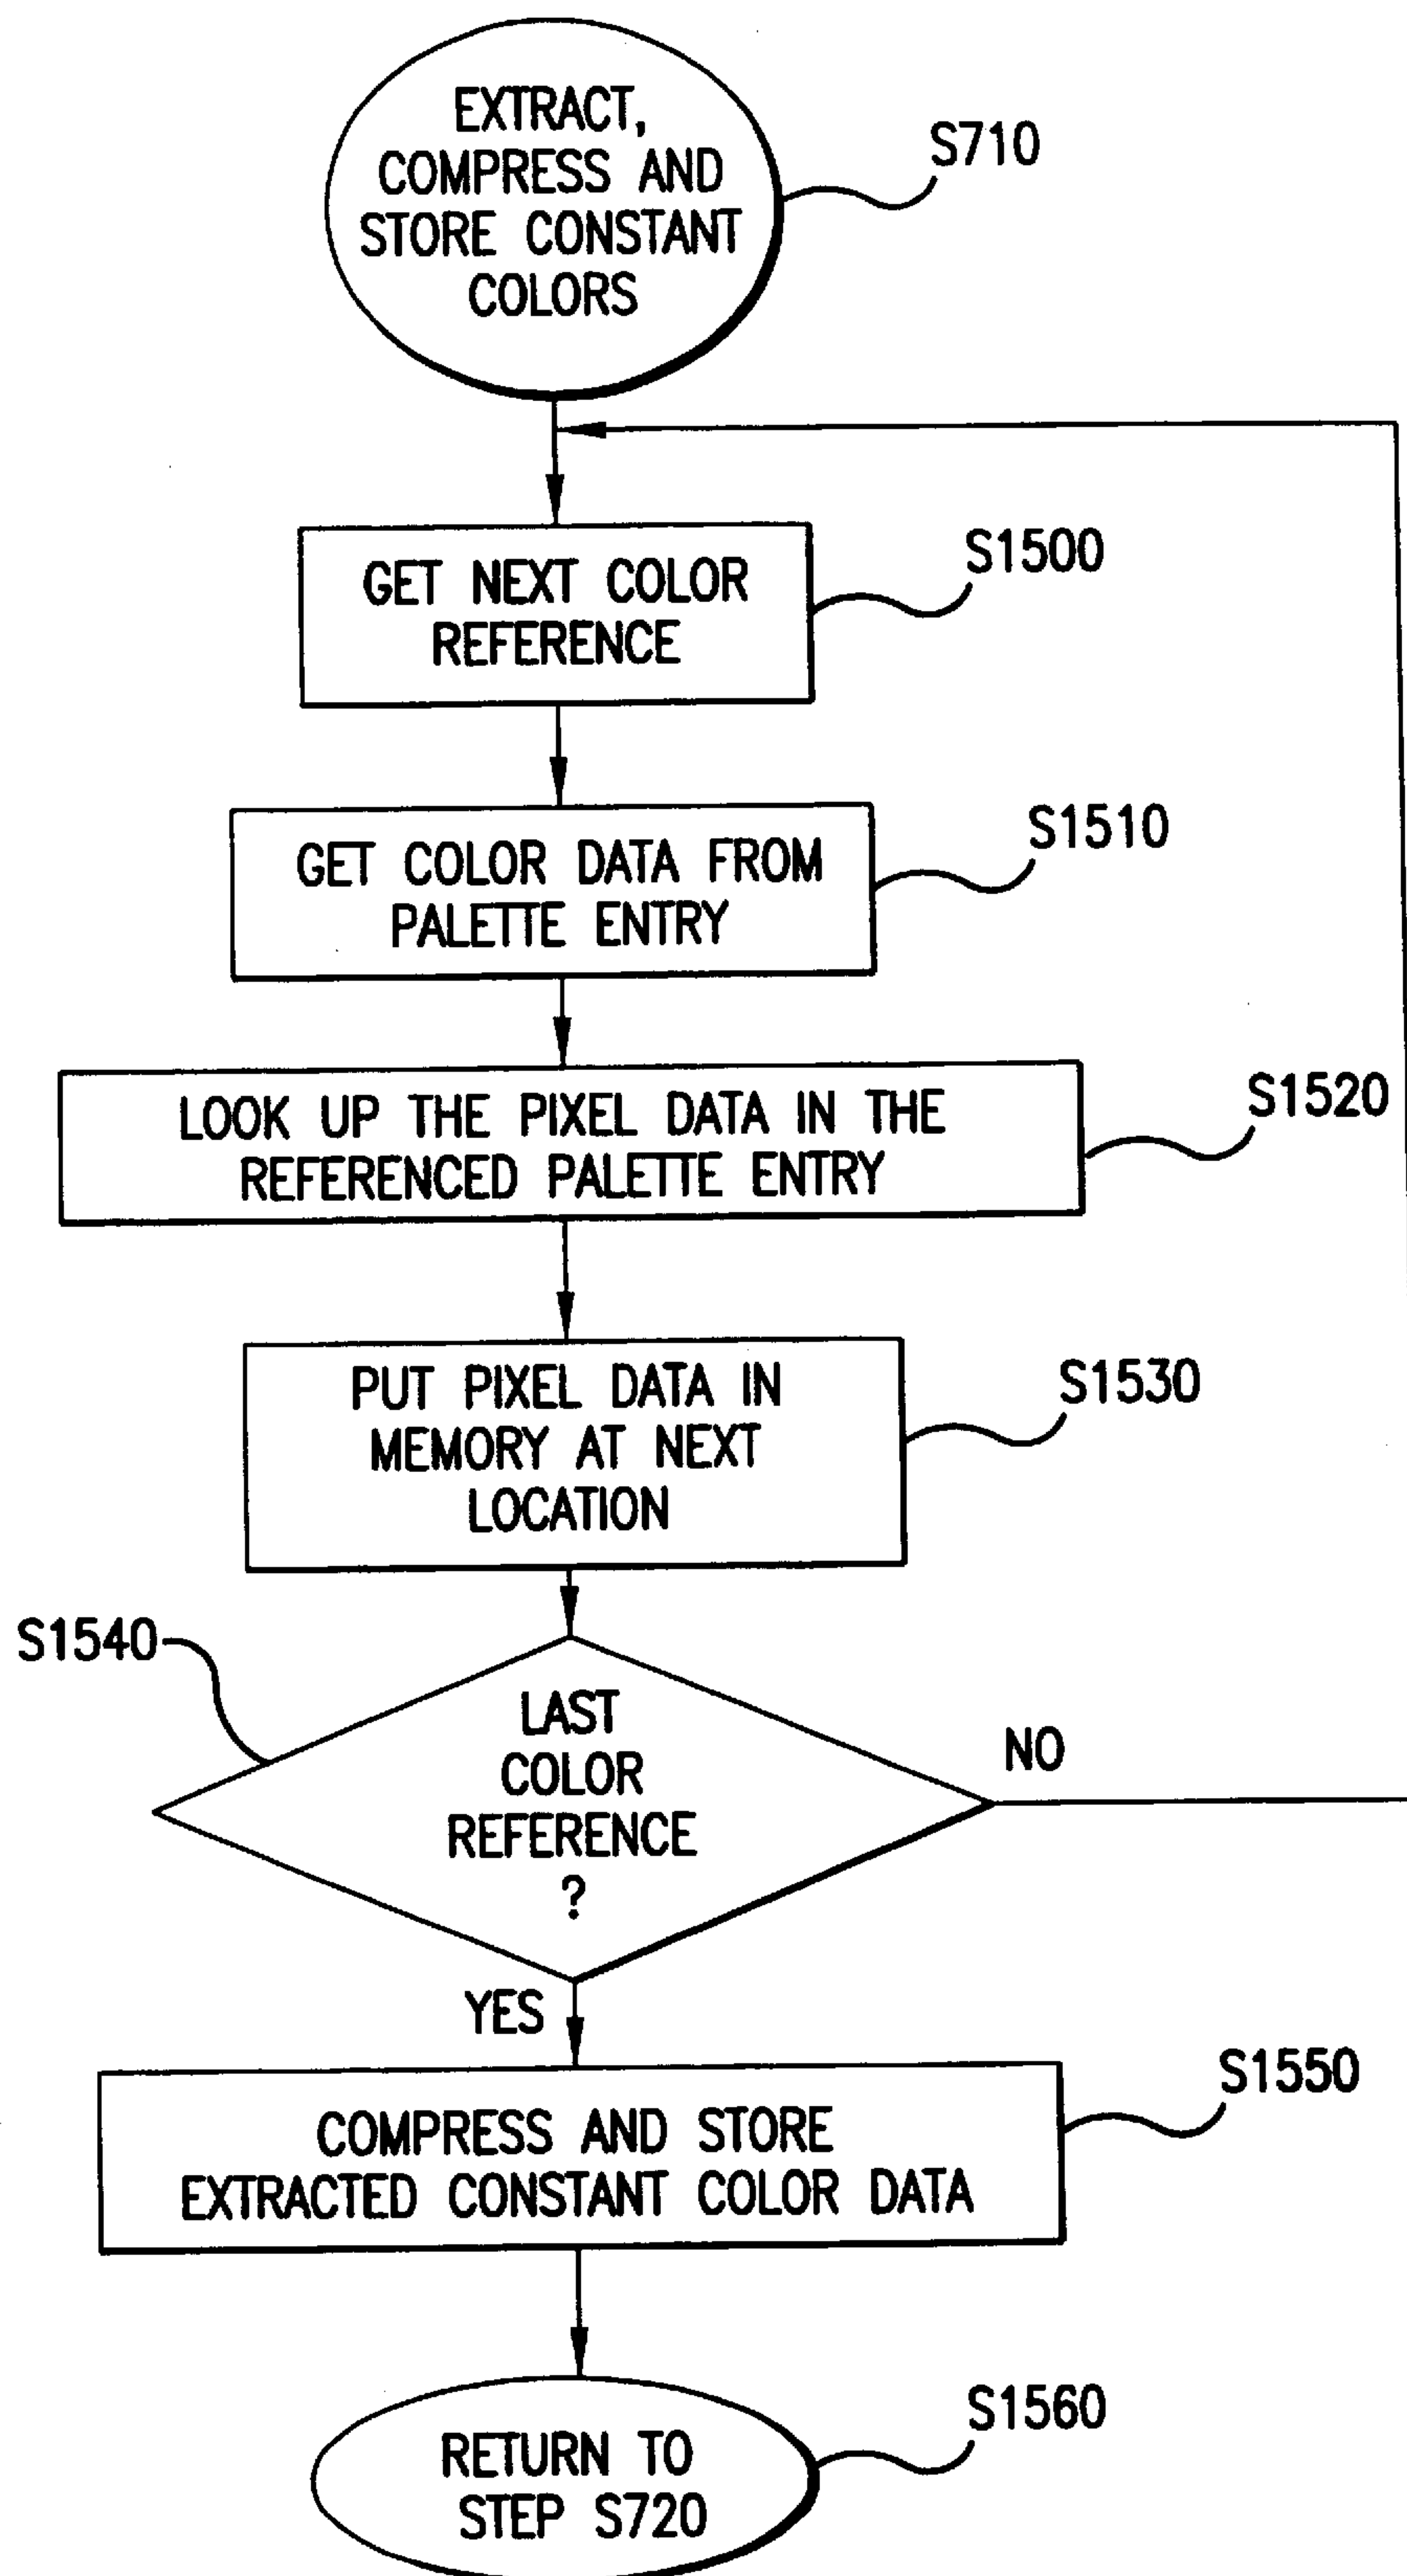 EXTRACT,
COMPRESS AND
STORE CONSTANT
COLORS
S710
GET NEXT COLOR
REFERENCE
S1500
GET COLOR DATA FROM
PALETTE ENTRY
S1510
LOOK UP THE PIXEL DATA IN THE
REFERENCED PALETTE ENTRY
S1520
PUT PIXEL DATA IN
MEMORY AT NEXT
LOCATION
S1530
S1540
LAST
COLOR
REFERENCE
?
NO
YES
COMPRESS AND STORE
EXTRACTED CONSTANT COLOR DATA
S1550
RETURN TO
STEP S720
S1560